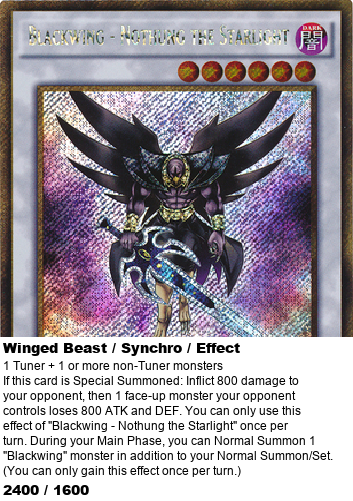 Blackwing - Nothung the Starlight
DARK
闇
Winged Beast / Synchro / Effect
1 Tuner + 1 or more non-Tuner monsters
If this card is Special Summoned: Inflict 800 damage to
your opponent, then 1 face-up monster your opponent
controls loses 800 ATK and DEF. You can only use this
effect of "Blackwing - Nothung the Starlight" once per
turn. During your Main Phase, you can Normal Summon 1
"Blackwing" monster in addition to your Normal Summon/Set.
(You can only gain this effect once per turn.)
2400 / 1600